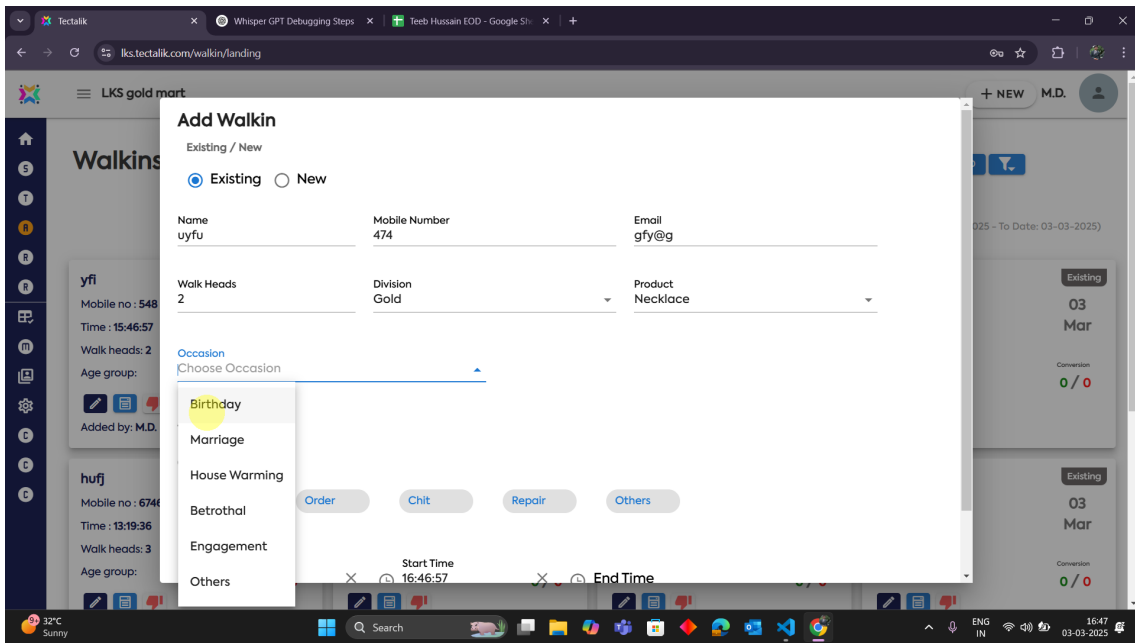 Tectalik
Whisper GPT Debugging Steps
Teeb Hussain EOD - Google Sh
lks.tectalik.com/walkin/landing
LKS gold mart
+ NEW M.D.
Walkins
Add Walkin
Existing / New
Existing New
Name Mobile Number Email
uyfu 474 gfy@g
025 - To Date: 03-03-2025)
Walk Heads Division Product
2 Gold Necklace
Occasion
Choose Occasion
Birthday
Marriage
House Warming
Betrothal
Engagement
Others
Order Chit Repair Others
Start Time
16:46:57 End Time
yfi
Mobile no : 548
Time : 15:46:57
Walk heads: 2
Age group:
Added by: M.D.
Existing
03
Mar
Conversion
0 / 0
hufj
Mobile no : 6746
Time : 13:19:36
Walk heads: 3
Age group:
Existing
03
Mar
Conversion
0 / 0
S
T
R
R
R
m
C
C
C
9+
32°C
Sunny
Search
ENG
IN
16:47
03-03-2025